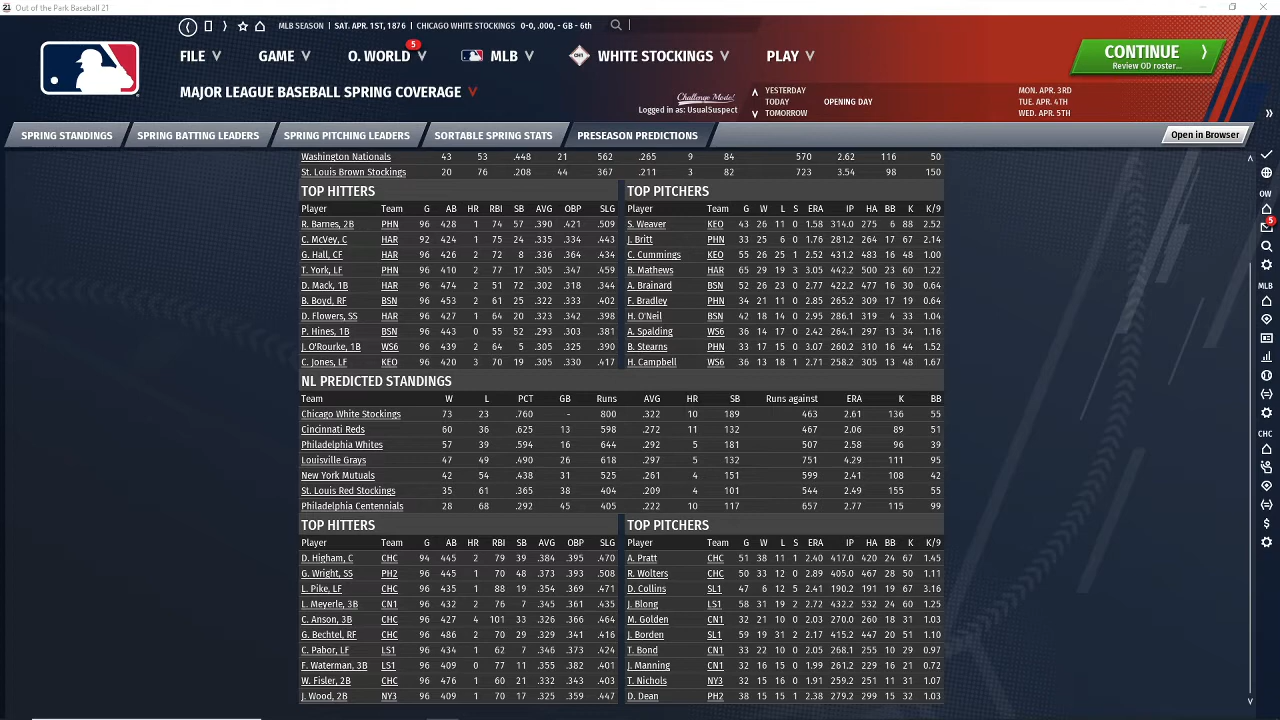 Out of the Park Baseball 21
MLB SEASON | SAT. APR. 1ST, 1876 | CHICAGO WHITE STOCKINGS 0-0, .000, - GB - 6th
FILE GAME O. WORLD 5 MLB WHITE STOCKINGS PLAY
CONTINUE
Review OD roster...
MAJOR LEAGUE BASEBALL SPRING COVERAGE
Challenge Mode!
Logged in as: UsualSuspect
YESTERDAY
TODAY
TOMORROW
OPENING DAY
MON. APR. 3RD
TUE. APR. 4TH
WED. APR. 5TH
SPRING STANDINGS SPRING BATTING LEADERS SPRING PITCHING LEADERS SORTABLE SPRING STATS PRESEASON PREDICTIONS Open in Browser
Washington Nationals 43 53 .448 21 562 .265 9 84 570 2.62 116 50
St. Louis Brown Stockings 20 76 .208 44 367 .211 3 82 723 3.54 98 150
TOP HITTERS
Player Team G AB HR RBI SB AVG OBP SLG
R. Barnes, 2B PHN 96 428 1 74 57 .390 .421 .509
C. McVey, C HAR 92 424 1 75 24 .335 .334 .443
G. Hall, CF HAR 96 426 2 72 8 .336 .364 .434
T. York, LF PHN 96 410 2 77 17 .305 .347 .459
D. Mack, 1B HAR 96 474 2 51 72 .302 .318 .344
B. Boyd, RF BSN 96 453 2 61 25 .322 .333 .402
D. Flowers, SS HAR 96 427 1 64 20 .323 .342 .398
P. Hines, 1B BSN 96 443 0 55 52 .293 .303 .381
J. O'Rourke, 1B WS6 96 439 2 64 5 .305 .325 .390
C. Jones, LF KEO 96 420 3 70 19 .305 .330 .417
TOP PITCHERS
Player Team G W L S ERA IP HA BB K K/9
S. Weaver KEO 43 26 11 0 1.58 314.0 275 6 88 2.52
J. Britt PHN 33 25 6 0 1.76 281.2 264 17 67 2.14
C. Cummings KEO 55 26 25 1 2.52 431.2 483 16 48 1.00
B. Mathews HAR 65 29 19 3 3.05 442.2 500 23 60 1.22
A. Brainard BSN 52 26 23 0 2.77 422.2 477 16 30 0.64
F. Bradley PHN 34 21 11 0 2.85 265.2 309 17 19 0.64
H. O'Neil BSN 42 18 14 0 2.95 286.1 319 4 33 1.04
A. Spalding WS6 36 14 17 0 2.42 264.1 297 13 34 1.16
B. Stearns PHN 33 17 15 0 3.07 260.2 310 16 44 1.52
H. Campbell WS6 36 13 18 1 2.71 258.2 305 13 48 1.67
NL PREDICTED STANDINGS
Team W L PCT GB Runs AVG HR SB Runs against ERA K BB
Chicago White Stockings 73 23 .760 - 800 .322 10 189 463 2.61 136 55
Cincinnati Reds 60 36 .625 13 598 .272 11 132 467 2.06 89 51
Philadelphia Whites 57 39 .594 16 644 .292 5 181 507 2.58 96 39
Louisville Grays 47 49 .490 26 618 .297 5 132 751 4.29 111 95
New York Mutuals 42 54 .438 31 525 .261 4 151 599 2.41 108 42
St. Louis Red Stockings 35 61 .365 38 404 .209 4 101 544 2.49 155 55
Philadelphia Centennials 28 68 .292 45 405 .222 10 117 657 2.77 115 99
TOP HITTERS
Player Team G AB HR RBI SB AVG OBP SLG
D. Higham, C CHC 94 445 2 79 39 .384 .395 .470
G. Wright, SS PH2 96 445 1 70 48 .373 .393 .508
L. Pike, LF CHC 96 435 1 88 19 .354 .369 .471
L. Meyerle, 3B CN1 96 432 2 76 7 .345 .361 .435
C. Anson, 3B CHC 96 427 4 101 33 .326 .366 .464
G. Bechtel, RF CHC 96 486 2 70 29 .329 .341 .416
C. Pabor, LF LS1 96 434 1 62 7 .346 .373 .424
F. Waterman, 3B LS1 96 409 0 77 11 .355 .382 .401
W. Fisler, 2B CHC 96 476 1 60 21 .332 .343 .403
J. Wood, 2B NY3 96 409 1 70 17 .325 .359 .447
TOP PITCHERS
Player Team G W L S ERA IP HA BB K K/9
A. Pratt CHC 51 38 11 1 2.40 417.0 420 24 67 1.45
R. Wolters CHC 50 33 12 0 2.89 405.0 467 28 50 1.11
D. Collins SL1 47 6 12 5 2.41 190.2 191 19 67 3.16
J. Blong LS1 58 31 19 2 2.72 432.2 532 24 60 1.25
M. Golden CN1 32 21 10 0 2.03 270.0 260 18 31 1.03
J. Borden SL1 59 19 31 2 2.17 415.2 447 20 51 1.10
T. Bond CN1 33 22 10 0 2.05 268.1 255 10 29 0.97
J. Manning CN1 32 16 15 0 1.99 261.2 229 16 21 0.72
T. Nichols NY3 32 15 16 0 1.91 259.2 251 11 31 1.07
D. Dean PH2 38 15 15 1 2.38 279.2 299 15 32 1.03
OW
5
MLB
CHC